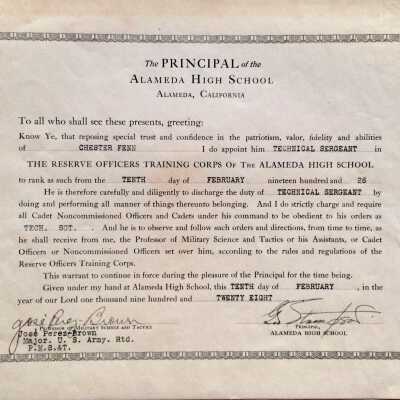 The PRINCIPAL of the
ALAMEDA HIGH SCHOOL
ALAMEDA, CALIFORNIA
To all who shall see these presents, greeting:
Know Ye, that reposing special trust and confidence in the patriotism, valor, fidelity and abilities
of CHESTER FENN I do appoint him TECHNICAL SERGEANT in
THE RESERVE OFFICERS TRAINING CORPS OF THE ALAMEDA HIGH SCHOOL
to rank as such from the TENTH day of FEBRUARY nineteen hundred and 28
He is therefore carefully and diligently to discharge the duty of TECHNICAL SERGEANT by
doing and performing all manner of things thereunto belonging. And I do strictly charge and require
all Cadet Noncommissioned Officers and Cadets under his command to be obedient to his orders as
TECH. SGT. . And he is to observe and follow such orders and directions, from time to time, as
he shall receive from me, the Professor of Military Science and Tactics or his Assistants, or Cadet
Officers or Noncommissioned Officers set over him, according to the rules and regulations of the
Reserve Officers Training Corps.
This warrant to continue in force during the pleasure of the Principal for the time being.
Given under my hand at Alameda High School, this TENTH day of FEBRUARY , in the
year of our Lord one thousand nine hundred and TWENTY EIGHT
José Perez-Brown
PROFESSOR OF MILITARY SCIENCE AND TACTICS
José Perez-Brown
Major. U. S. Army. Rtd.
P.M.S.&T.
PRINCIPAL,
ALAMEDA HIGH SCHOOL